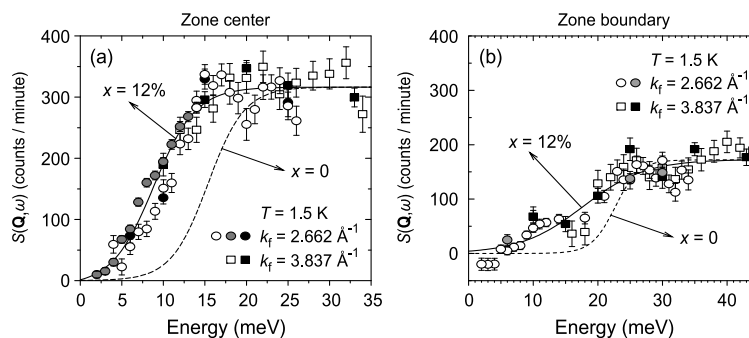 Zone center
(a)
x = 12%
x = 0
T = 1.5 K
k_f = 2.662 Å⁻¹
k_f = 3.837 Å⁻¹
S(Q,ω) (counts / minute)
400
300
200
100
0
0 5 10 15 20 25 30 35
Energy (meV)
Zone boundary
(b)
T = 1.5 K
k_f = 2.662 Å⁻¹
k_f = 3.837 Å⁻¹
x = 12%
x = 0
S(Q,ω) (counts / minute)
400
300
200
100
0
0 10 20 30 40
Energy (meV)